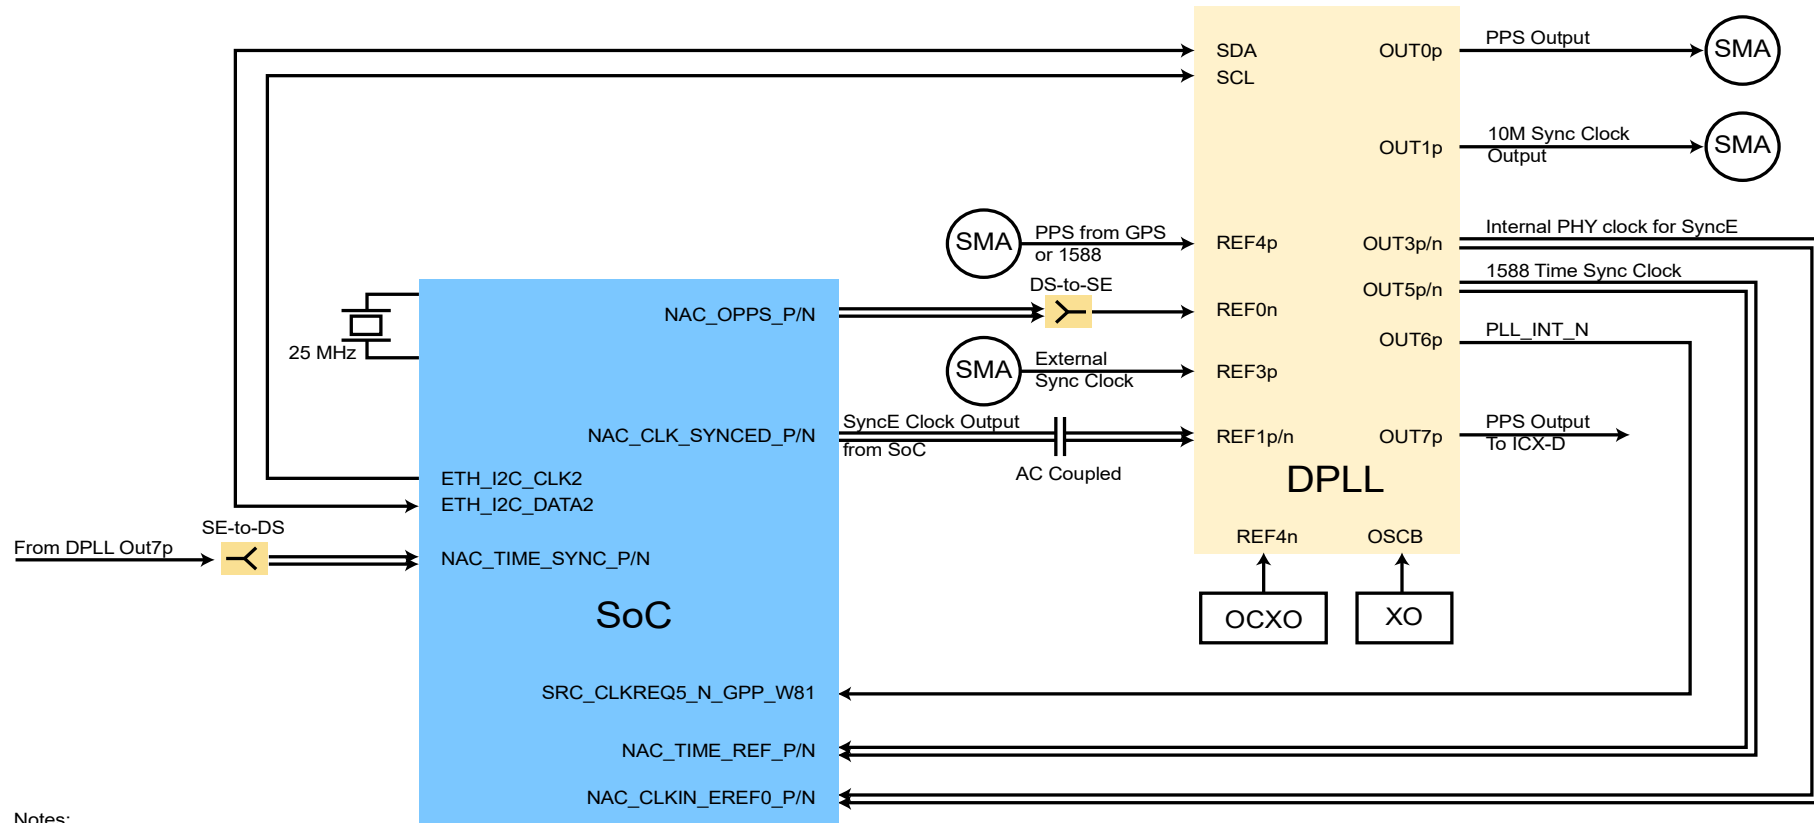 SDA
SCL
OUT0p
PPS Output
SMA
OUT1p
10M Sync Clock
Output
SMA
SMA
PPS from GPS
or 1588
REF4p
OUT3p/n
Internal PHY clock for SyncE
DS-to-SE
REF0n
OUT5p/n
1588 Time Sync Clock
NAC_OPPS_P/N
25 MHz
OUT6p
PLL_INT_N
SMA
External
Sync Clock
REF3p
NAC_CLK_SYNCED_P/N
SyncE Clock Output
from SoC
AC Coupled
REF1p/n
OUT7p
PPS Output
To ICX-D
DPLL
ETH_I2C_CLK2
ETH_I2C_DATA2
REF4n
OSCB
SE-to-DS
From DPLL Out7p
NAC_TIME_SYNC_P/N
SoC
OCXO
XO
SRC_CLKREQ5_N_GPP_W81
NAC_TIME_REF_P/N
NAC_CLKIN_EREF0_P/N
Notes: